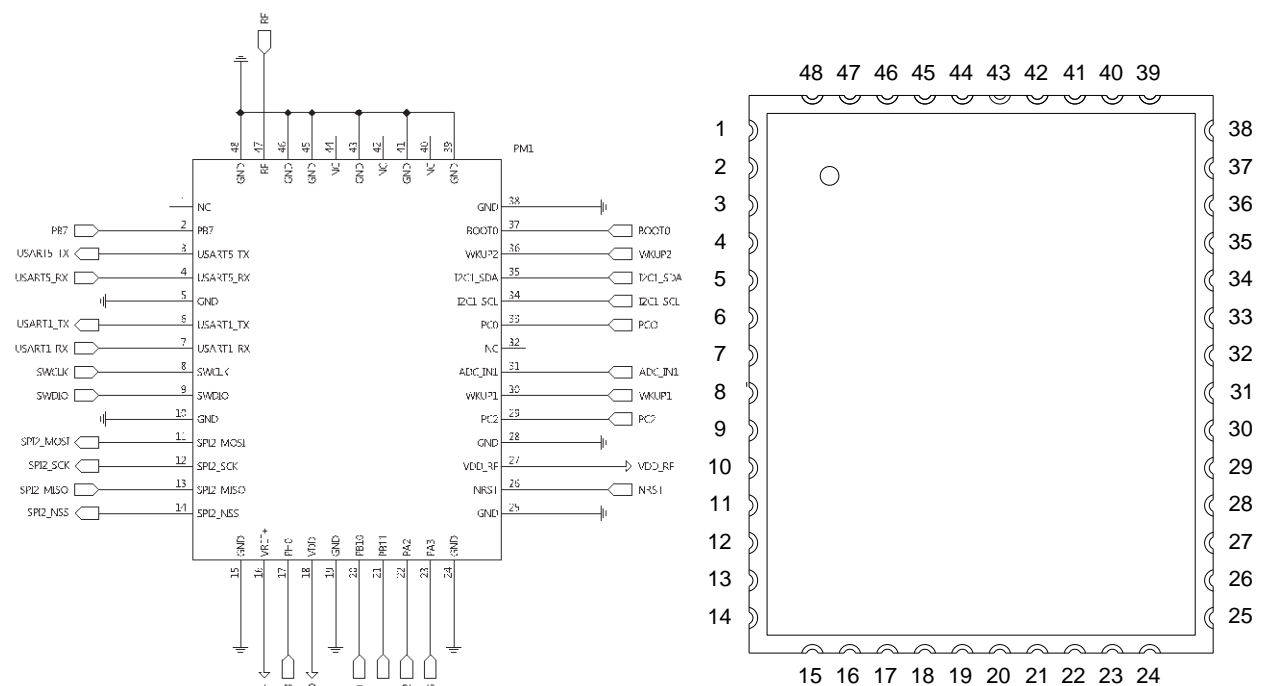 RF
48 47 46 45 44 43 42 41 40 39
GND RF GND GND NC GND NC GND NC GND
PM1
1 NC
PB7 2 PB7
USART5_TX 3 USART5_TX
USART5_RX 4 USART5_RX
5 GND
USART1_TX 6 USART1_TX
USART1_RX 7 USART1_RX
SWCLK 8 SWCLK
SWDIO 9 SWDIO
10 GND
SPI2_MOSI 11 SPI2_MOSI
SPI2_SCK 12 SPI2_SCK
SPI2_MISO 13 SPI2_MISO
SPI2_NSS 14 SPI2_NSS
GND 38
BOOT0 37 BOOT0
WKUP2 36 WKUP2
I2C1_SDA 35 I2C1_SDA
I2C1_SCL 34 I2C1_SCL
PC0 33 PC0
NC 32
ADC_IN1 31 ADC_IN1
WKUP1 30 WKUP1
PC2 29 PC2
GND 28
VDD_RF 27 VDD_RF
NRST 26 NRST
GND 25
GND VREF+ PH3 VDD GND PB10 PB11 PA2 PA3 GND
15 16 17 18 19 20 21 22 23 24
48 47 46 45 44 43 42 41 40 39
1 38
2 37
3 36
4 35
5 34
6 33
7 32
8 31
9 30
10 29
11 28
12 27
13 26
14 25
15 16 17 18 19 20 21 22 23 24